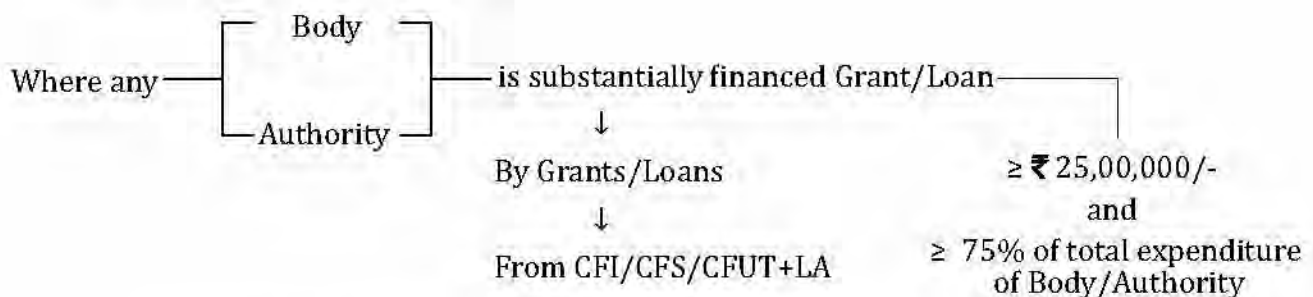 Body
Where any
is substantially financed Grant/Loan
Authority
↓
By Grants/Loans
↓
From CFI/CFS/CFUT+LA
≥ ₹ 25,00,000/-
and
≥ 75% of total expenditure
of Body/Authority